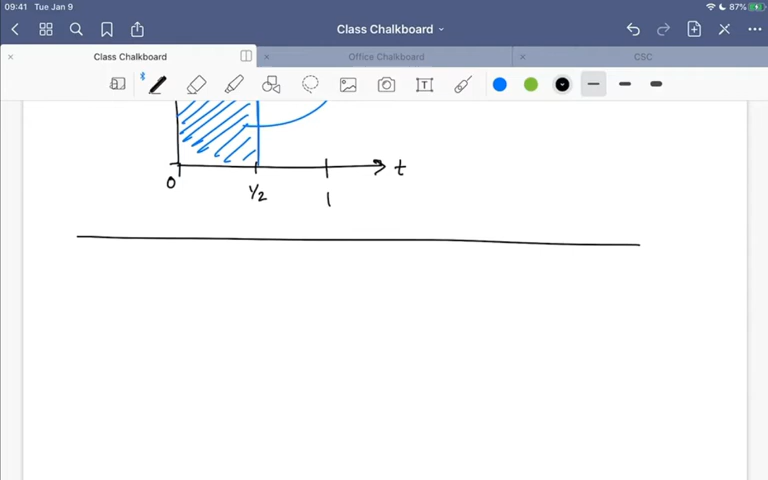 09:41 Tue Jan 9
87%
Class Chalkboard
Class Chalkboard
Office Chalkboard
CSC
T
t
0
1/2
1